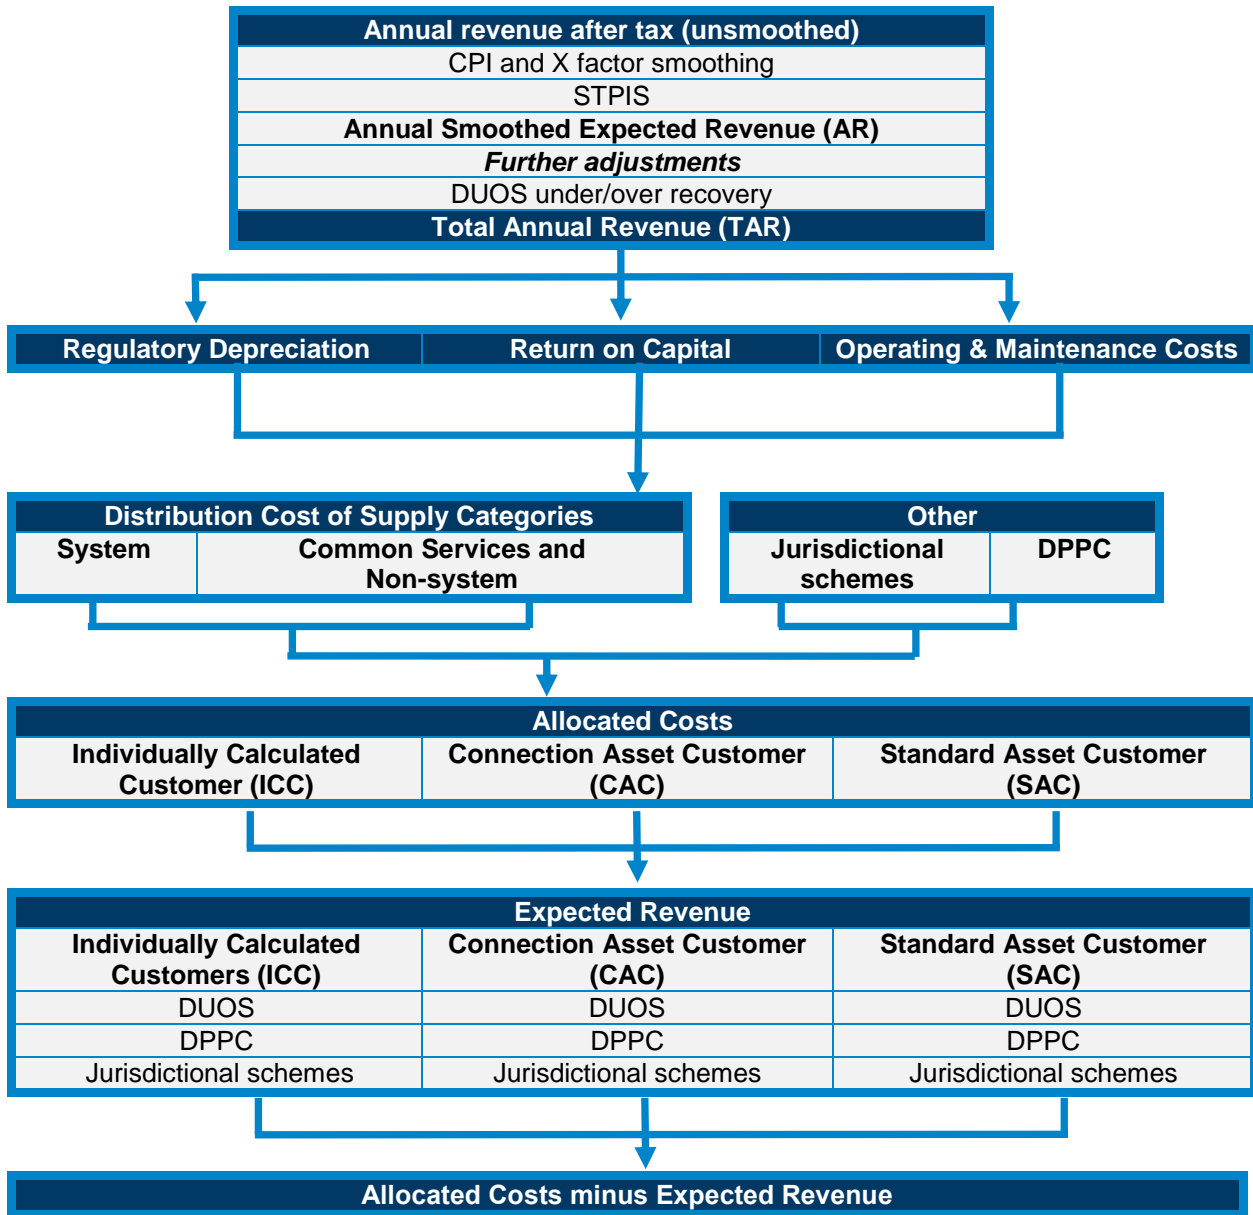 Annual revenue after tax (unsmoothed)
CPI and X factor smoothing
STPIS
Annual Smoothed Expected Revenue (AR)
Further adjustments
DUOS under/over recovery
Total Annual Revenue (TAR)
Regulatory Depreciation
Return on Capital
Operating & Maintenance Costs
Distribution Cost of Supply Categories
System
Common Services and
Non-system
Other
Jurisdictional
schemes
DPPC
Allocated Costs
Individually Calculated
Customer (ICC)
Connection Asset Customer
(CAC)
Standard Asset Customer
(SAC)
Expected Revenue
Individually Calculated
Customers (ICC)
Connection Asset Customer
(CAC)
Standard Asset Customer
(SAC)
DUOS
DUOS
DUOS
DPPC
DPPC
DPPC
Jurisdictional schemes
Jurisdictional schemes
Jurisdictional schemes
Allocated Costs minus Expected Revenue